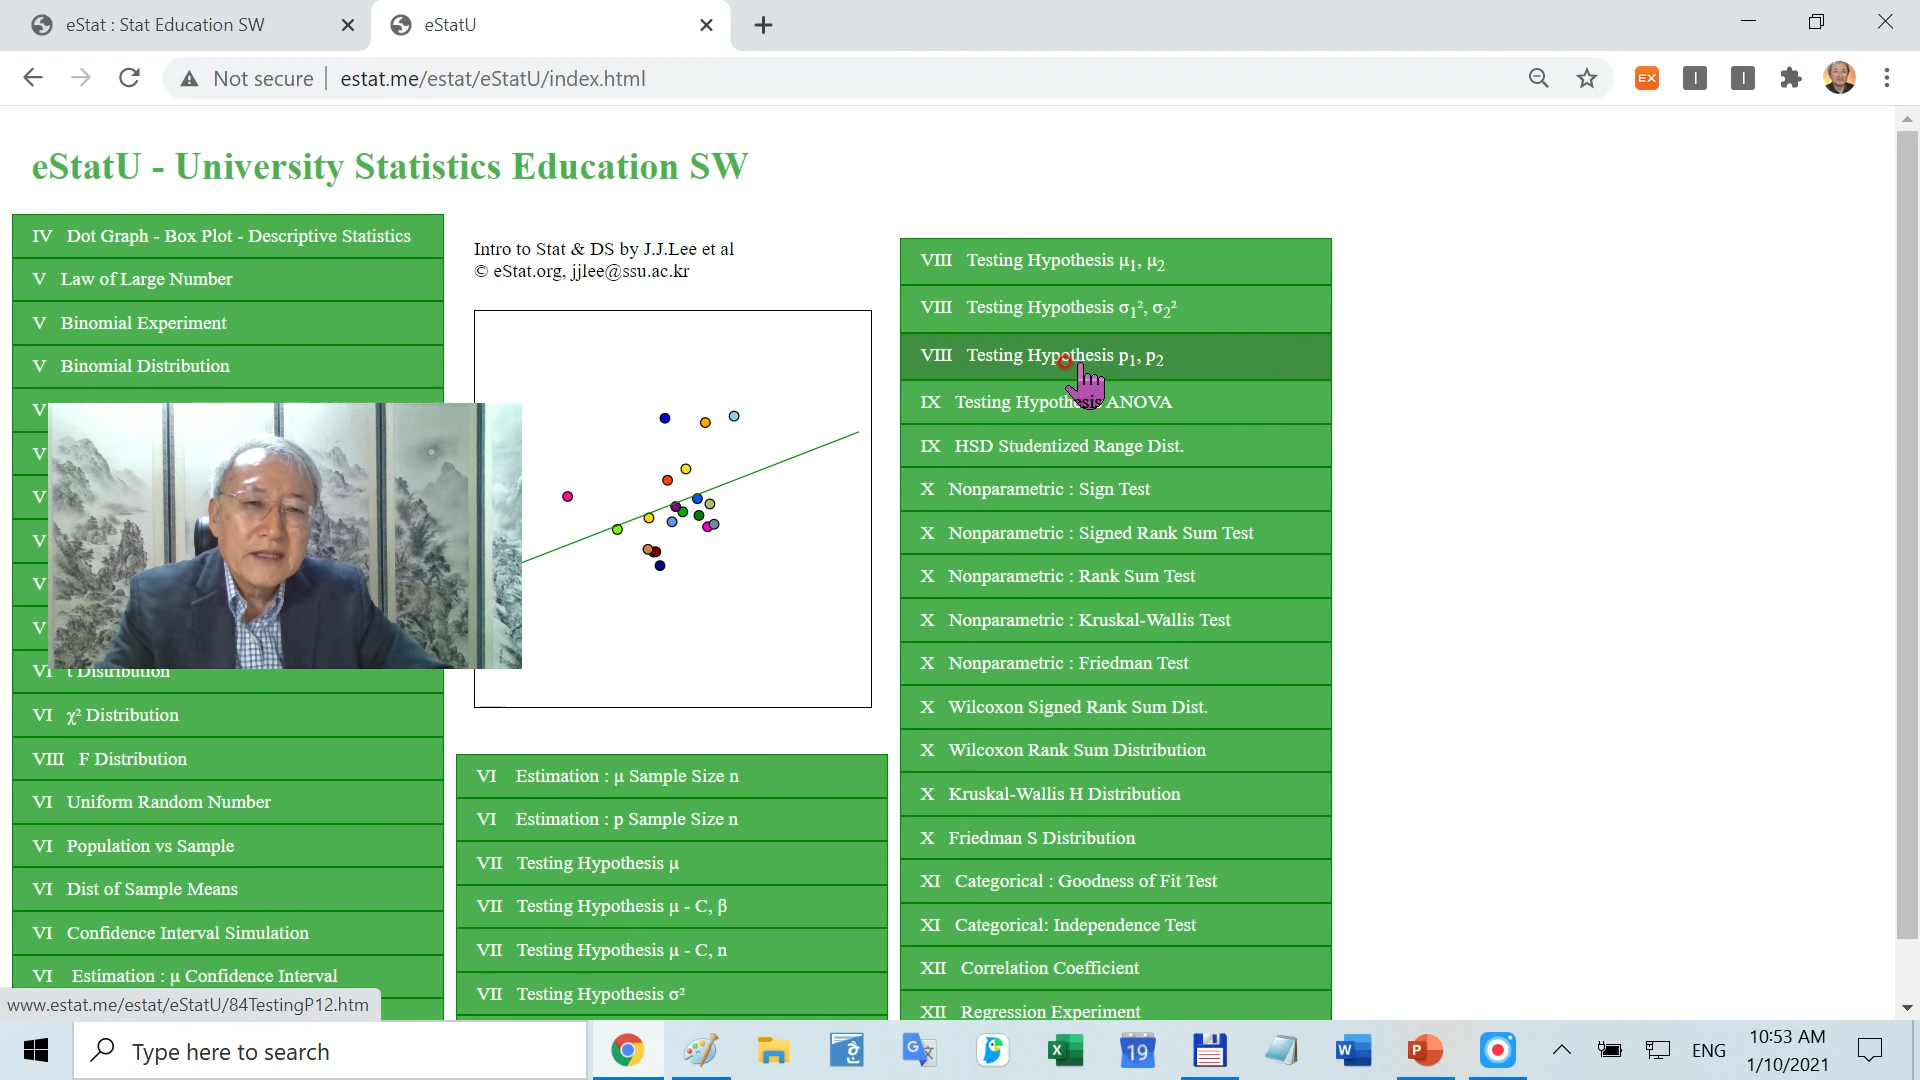 eStat : Stat Education SW
eStatU
Not secure
estat.me/estat/eStatU/index.html
EX
eStatU - University Statistics Education SW
IV Dot Graph - Box Plot - Descriptive Statistics
V Law of Large Number
V Binomial Experiment
V Binomial Distribution
V
V
V
V
V
V
VI t Distribution
VI χ² Distribution
VIII F Distribution
VI Uniform Random Number
VI Population vs Sample
VI Dist of Sample Means
VI Confidence Interval Simulation
VI Estimation : μ Confidence Interval
www.estat.me/estat/eStatU/84TestingP12.htm
Intro to Stat & DS by J.J.Lee et al
© eStat.org, jjlee@ssu.ac.kr
VI Estimation : μ Sample Size n
VI Estimation : p Sample Size n
VII Testing Hypothesis μ
VII Testing Hypothesis μ - C, β
VII Testing Hypothesis μ - C, n
VII Testing Hypothesis σ²
VIII Testing Hypothesis μ₁, μ₂
VIII Testing Hypothesis σ₁², σ₂²
VIII Testing Hypothesis p₁, p₂
IX Testing Hypothesis ANOVA
IX HSD Studentized Range Dist.
X Nonparametric : Sign Test
X Nonparametric : Signed Rank Sum Test
X Nonparametric : Rank Sum Test
X Nonparametric : Kruskal-Wallis Test
X Nonparametric : Friedman Test
X Wilcoxon Signed Rank Sum Dist.
X Wilcoxon Rank Sum Distribution
X Kruskal-Wallis H Distribution
X Friedman S Distribution
XI Categorical : Goodness of Fit Test
XI Categorical: Independence Test
XII Correlation Coefficient
XII Regression Experiment
Type here to search
19
ENG
10:53 AM
1/10/2021